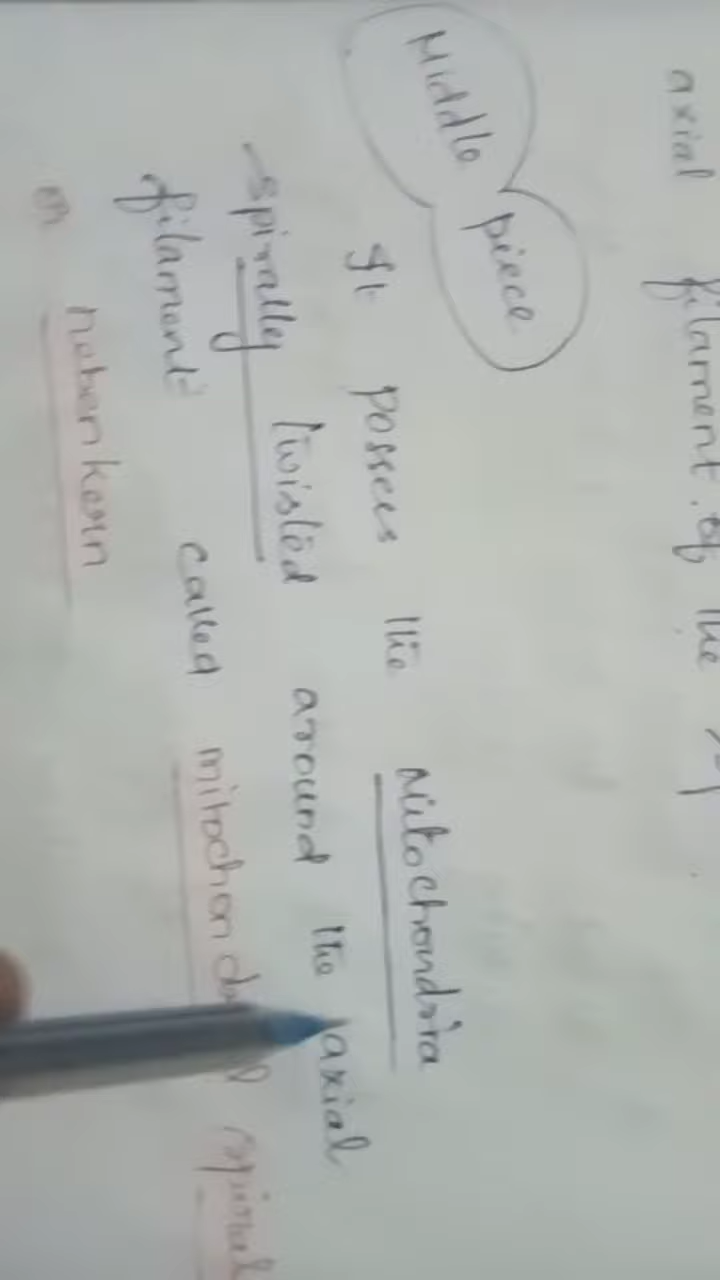 axial filament of the
Middle piece
It posses the Mitochondria
spirally twisted around the axial
filament called mitochondrial spiral
or nebenkern